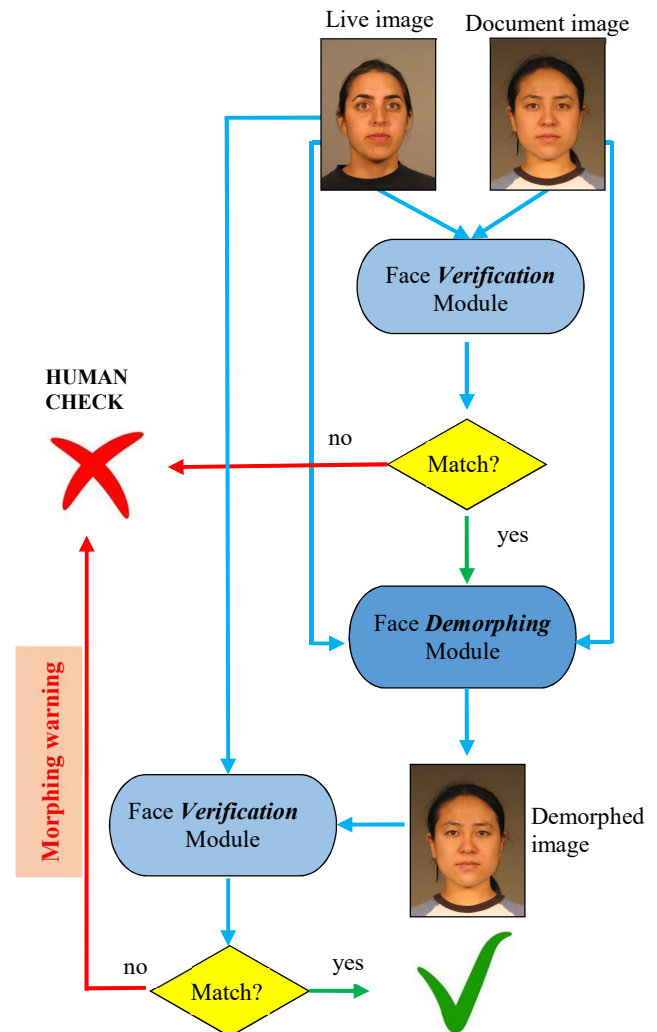 Live image
Document image
Face Verification
Module
HUMAN
CHECK
no
Match?
yes
Face Demorphing
Module
Morphing warning
Face Verification
Module
Demorphed
image
no
yes
Match?